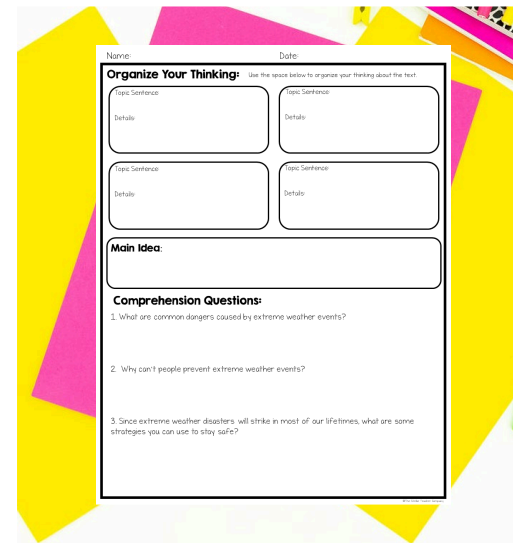 Name: Date:
Organize Your Thinking: Use the space below to organize your thinking about the text.
Topic Sentence: Topic Sentence:
Details: Details:
Topic Sentence: Topic Sentence:
Details: Details:
Main Idea:
Comprehension Questions:
1. What are common dangers caused by extreme weather events?
2. Why can't people prevent extreme weather events?
3. Since extreme weather disasters will strike in most of our lifetimes, what are some
strategies you can use to stay safe?